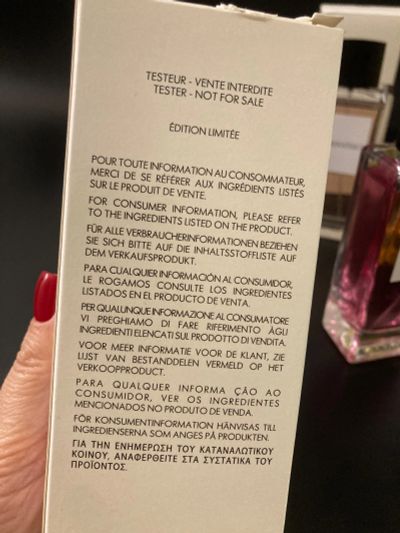 TESTEUR - VENTE INTERDITE
TESTER - NOT FOR SALE
ÉDITION LIMITÉE
POUR TOUTE INFORMATION AU CONSOMMATEUR,
MERCI DE SE RÉFÉRER AUX INGRÉDIENTS LISTÉS
SUR LE PRODUIT DE VENTE.
FOR CONSUMER INFORMATION, PLEASE REFER
TO THE INGREDIENTS LISTED ON THE PRODUCT.
FÜR ALLE VERBRAUCHERINFORMATIONEN BEZIEHEN
SIE SICH BITTE AUF DIE INHALTSSTOFFLISTE AUF
DEM VERKAUFSPRODUKT.
PARA CUALQUIER INFORMACIÓN AL CONSUMIDOR,
LE ROGAMOS CONSULTE LOS INGREDIENTES
LISTADOS EN EL PRODUCTO DE VENTA.
PER QUALUNQUE INFORMAZIONE AL CONSUMATORE
VI PREGHIAMO DI FARE RIFERIMENTO ÀGLI
INGREDIENTI ELENCATI SUL PRODOTTO DI VENDITA.
VOOR MEER INFORMATIE VOOR DE KLANT, ZIE
LIJST VAN BESTANDDELEN VERMELD OP HET
VERKOOPPRODUCT.
PARA QUALQUER INFORMA ÇÃO AO
CONSUMIDOR, VER OS INGREDIENTES
MENCIONADOS NO PRODUTO DE VENDA.
FÖR KONSUMENTINFORMATION HÄNVISAS TILL
INGREDIENSERNA SOM ANGES PÅ PRODUKTEN.
ΓΙΑ ΤΗΝ ΕΝΗΜΕΡΩΣΗ ΤΟΥ ΚΑΤΑΝΑΛΩΤΙΚΟΥ
ΚΟΙΝΟΥ, ΑΝΑΦΕΡΘΕΙΤΕ ΣΤΑ ΣΥΣΤΑΤΙΚΑ ΤΟΥ
ΠΡΟΪΟΝΤΟΣ.